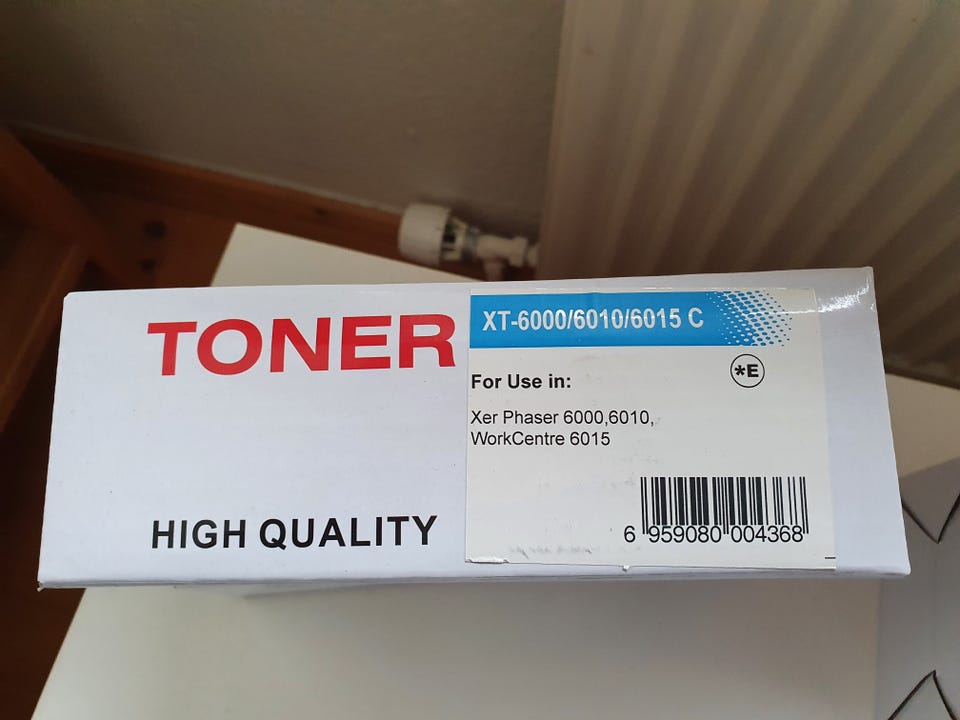 TONER
HIGH QUALITY
XT-6000/6010/6015 C
*E
For Use in:
Xer Phaser 6000,6010,
WorkCentre 6015
6 959080 004368